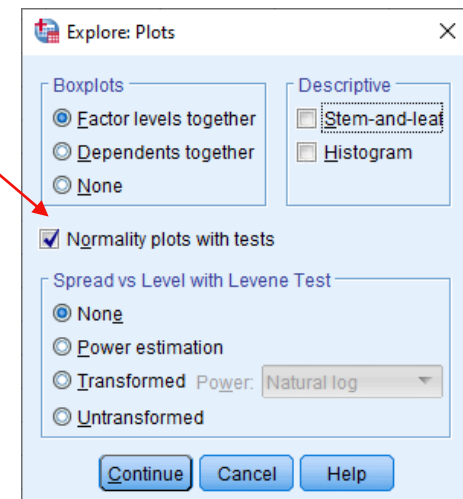 Explore: Plots
Boxplots
Factor levels together
Dependents together
None
Descriptive
Stem-and-leaf
Histogram
Normality plots with tests
Spread vs Level with Levene Test
None
Power estimation
Transformed Power: Natural log
Untransformed
Continue Cancel Help